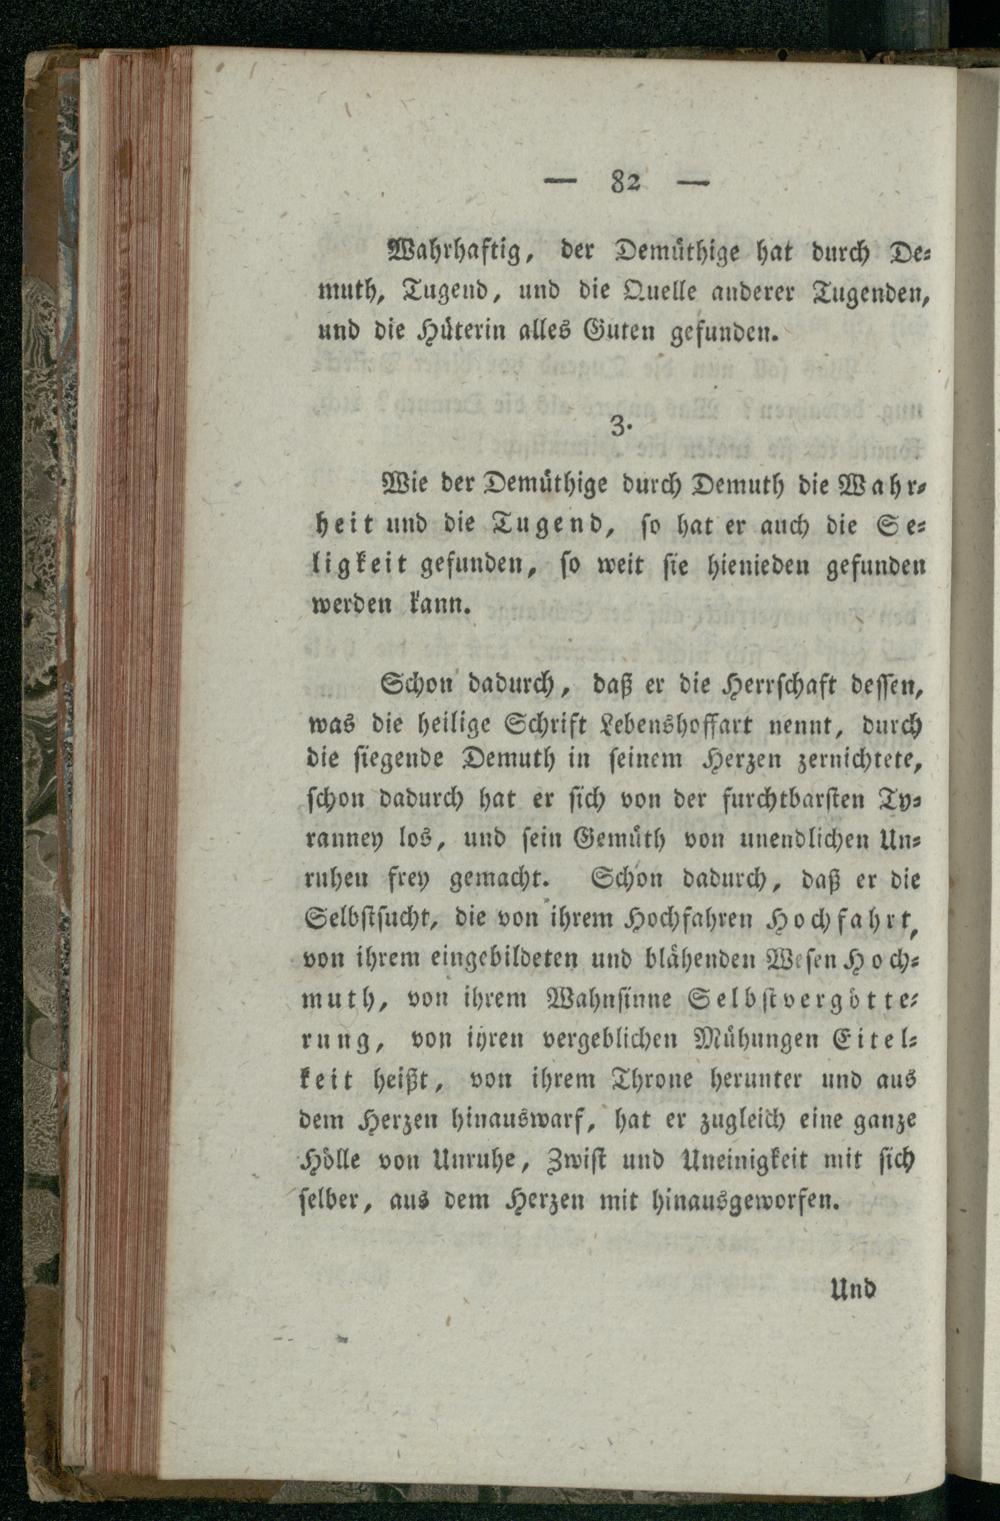 — 82 —
Wahrhaftig, der Demüthige hat durch De-
muth, Tugend, und die Quelle anderer Tugenden,
und die Hüterin alles Guten gefunden.
3.
Wie der Demüthige durch Demuth die Wahr-
heit und die Tugend, so hat er auch die Se-
ligkeit gefunden, so weit sie hienieden gefunden
werden kann.
Schon dadurch, daß er die Herrschaft dessen,
was die heilige Schrift Lebenshoffart nennt, durch
die siegende Demuth in seinem Herzen zernichtete,
schon dadurch hat er sich von der furchtbarsten Ty-
ranney los, und sein Gemüth von unendlichen Un-
ruhen frey gemacht. Schon dadurch, daß er die
Selbstsucht, die von ihrem Hochfahren Hochfahrt,
von ihrem eingebildeten und blähenden Wesen Hoch-
muth, von ihrem Wahnsinne Selbstvergötte-
rung, von ihren vergeblichen Mühungen Eitel-
keit heißt, von ihrem Throne herunter und aus
dem Herzen hinauswarf, hat er zugleich eine ganze
Hölle von Unruhe, Zwist und Uneinigkeit mit sich
selber, aus dem Herzen mit hinausgeworfen.
Und